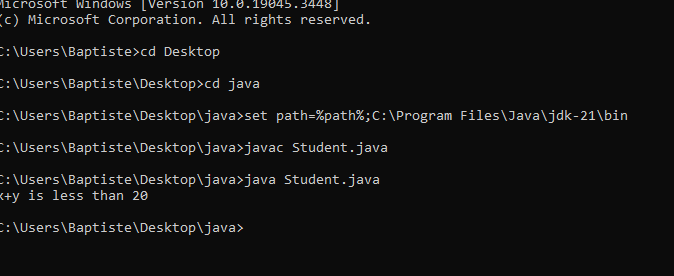 Microsoft Windows [Version 10.0.19045.3448]
(c) Microsoft Corporation. All rights reserved.
C:\Users\Baptiste>cd Desktop
C:\Users\Baptiste\Desktop>cd java
C:\Users\Baptiste\Desktop\java>set path=%path%;C:\Program Files\Java\jdk-21\bin
C:\Users\Baptiste\Desktop\java>javac Student.java
C:\Users\Baptiste\Desktop\java>java Student.java
x+y is less than 20
C:\Users\Baptiste\Desktop\java>